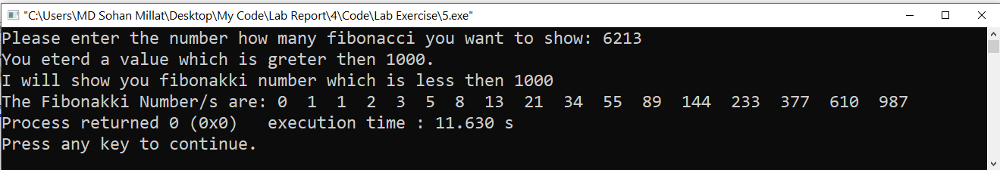 "C:\Users\MD Sohan Millat\Desktop\My Code\Lab Report\4\Code\Lab Exercise\5.exe"
Please enter the number how many fibonacci you want to show: 6213
You eterd a value which is greter then 1000.
I will show you fibonakki number which is less then 1000
The Fibonakki Number/s are: 0  1  1  2  3  5  8  13  21  34  55  89  144  233  377  610  987
Process returned 0 (0x0)   execution time : 11.630 s
Press any key to continue.